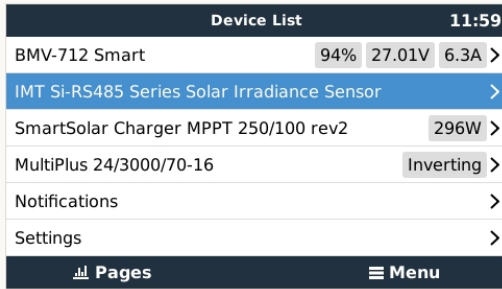 Device List 11:59
BMV-712 Smart 94% 27.01V 6.3A
IMT Si-RS485 Series Solar Irradiance Sensor
SmartSolar Charger MPPT 250/100 rev2 296W
MultiPlus 24/3000/70-16 Inverting
Notifications
Settings
Pages Menu